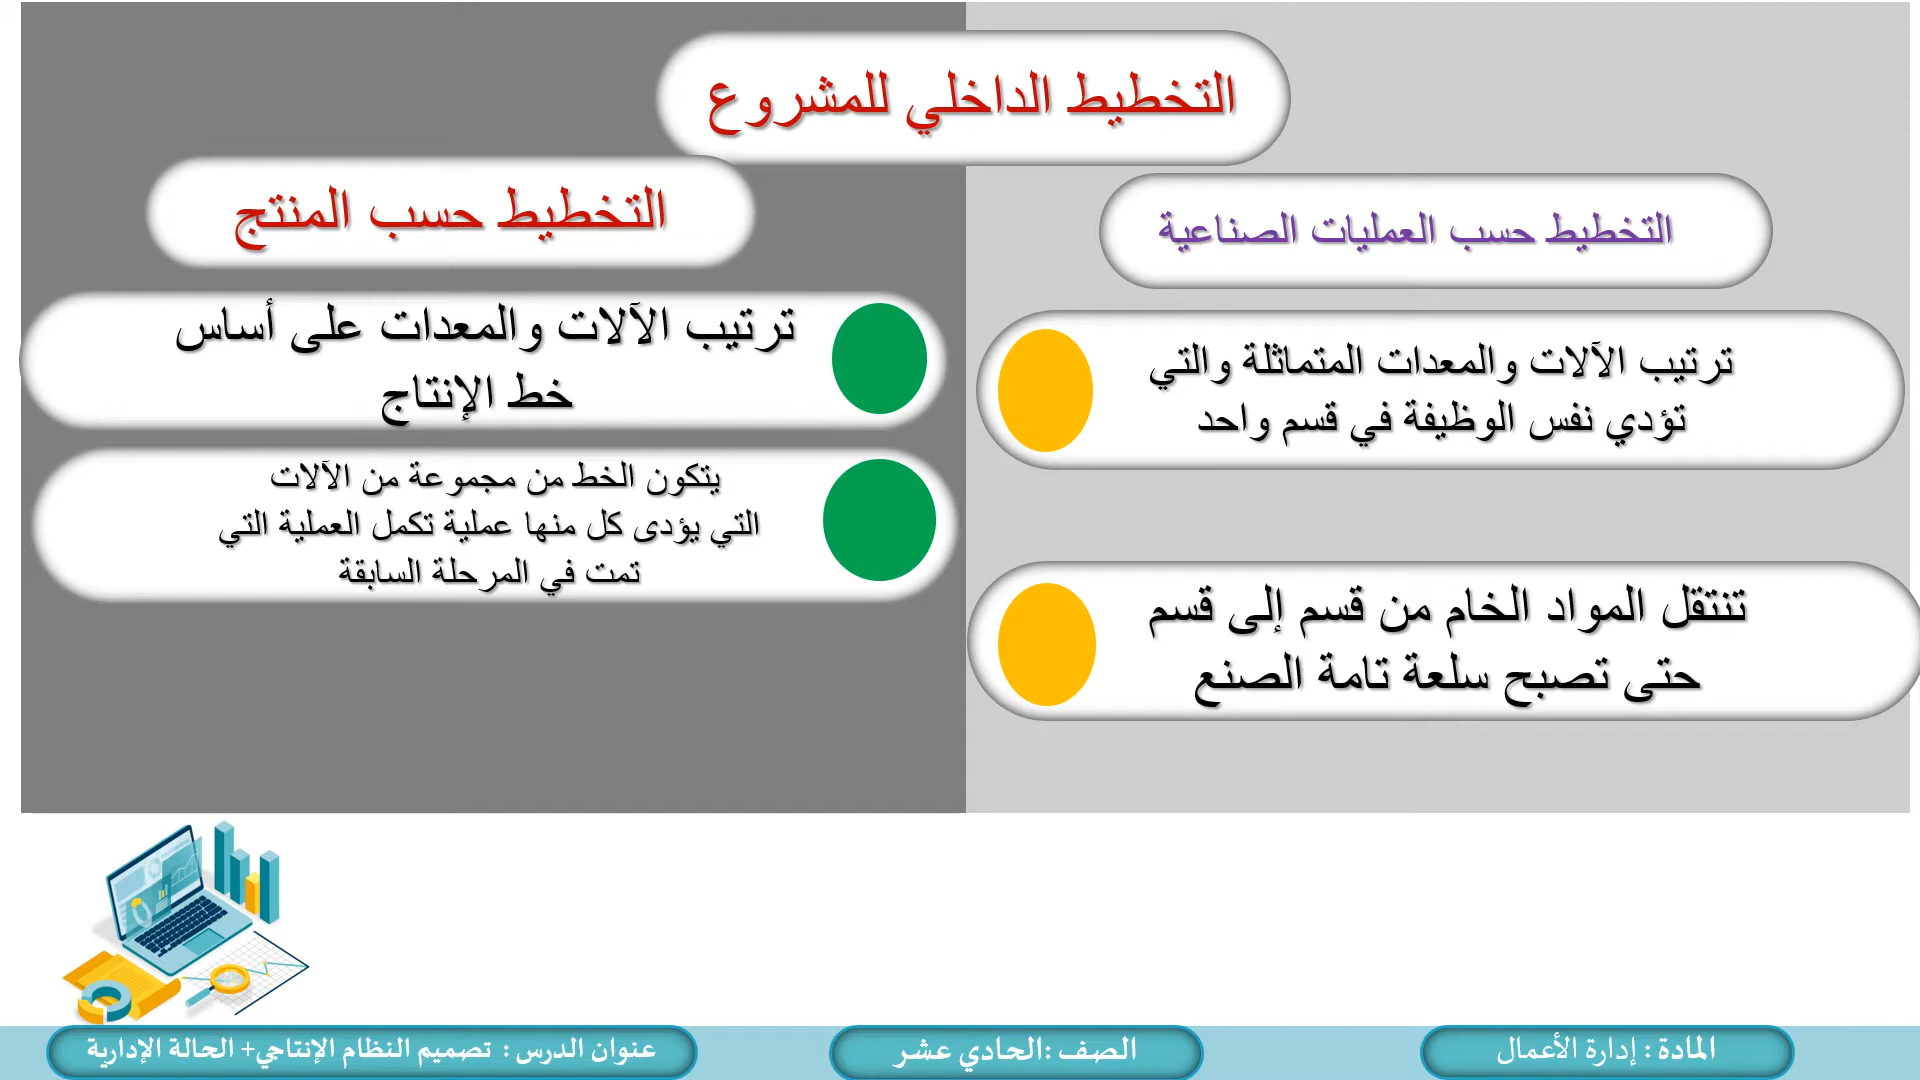 التخطيط الداخلي للمشروع
التخطيط حسب العمليات الصناعية
ترتيب الآلات والمعدات المتماثلة والتي
تؤدي نفس الوظيفة في قسم واحد
تنتقل المواد الخام من قسم إلى قسم
حتى تصبح سلعة تامة الصنع
التخطيط حسب المنتج
ترتيب الآلات والمعدات على أساس
خط الإنتاج
يتكون الخط من مجموعة من الآلات
التي يؤدى كل منها عملية تكمل العملية التي
تمت في المرحلة السابقة
المادة : إدارة الأعمال
الصف :الحادي عشر
عنوان الدرس : تصميم النظام الإنتاجي+ الحالة الإدارية